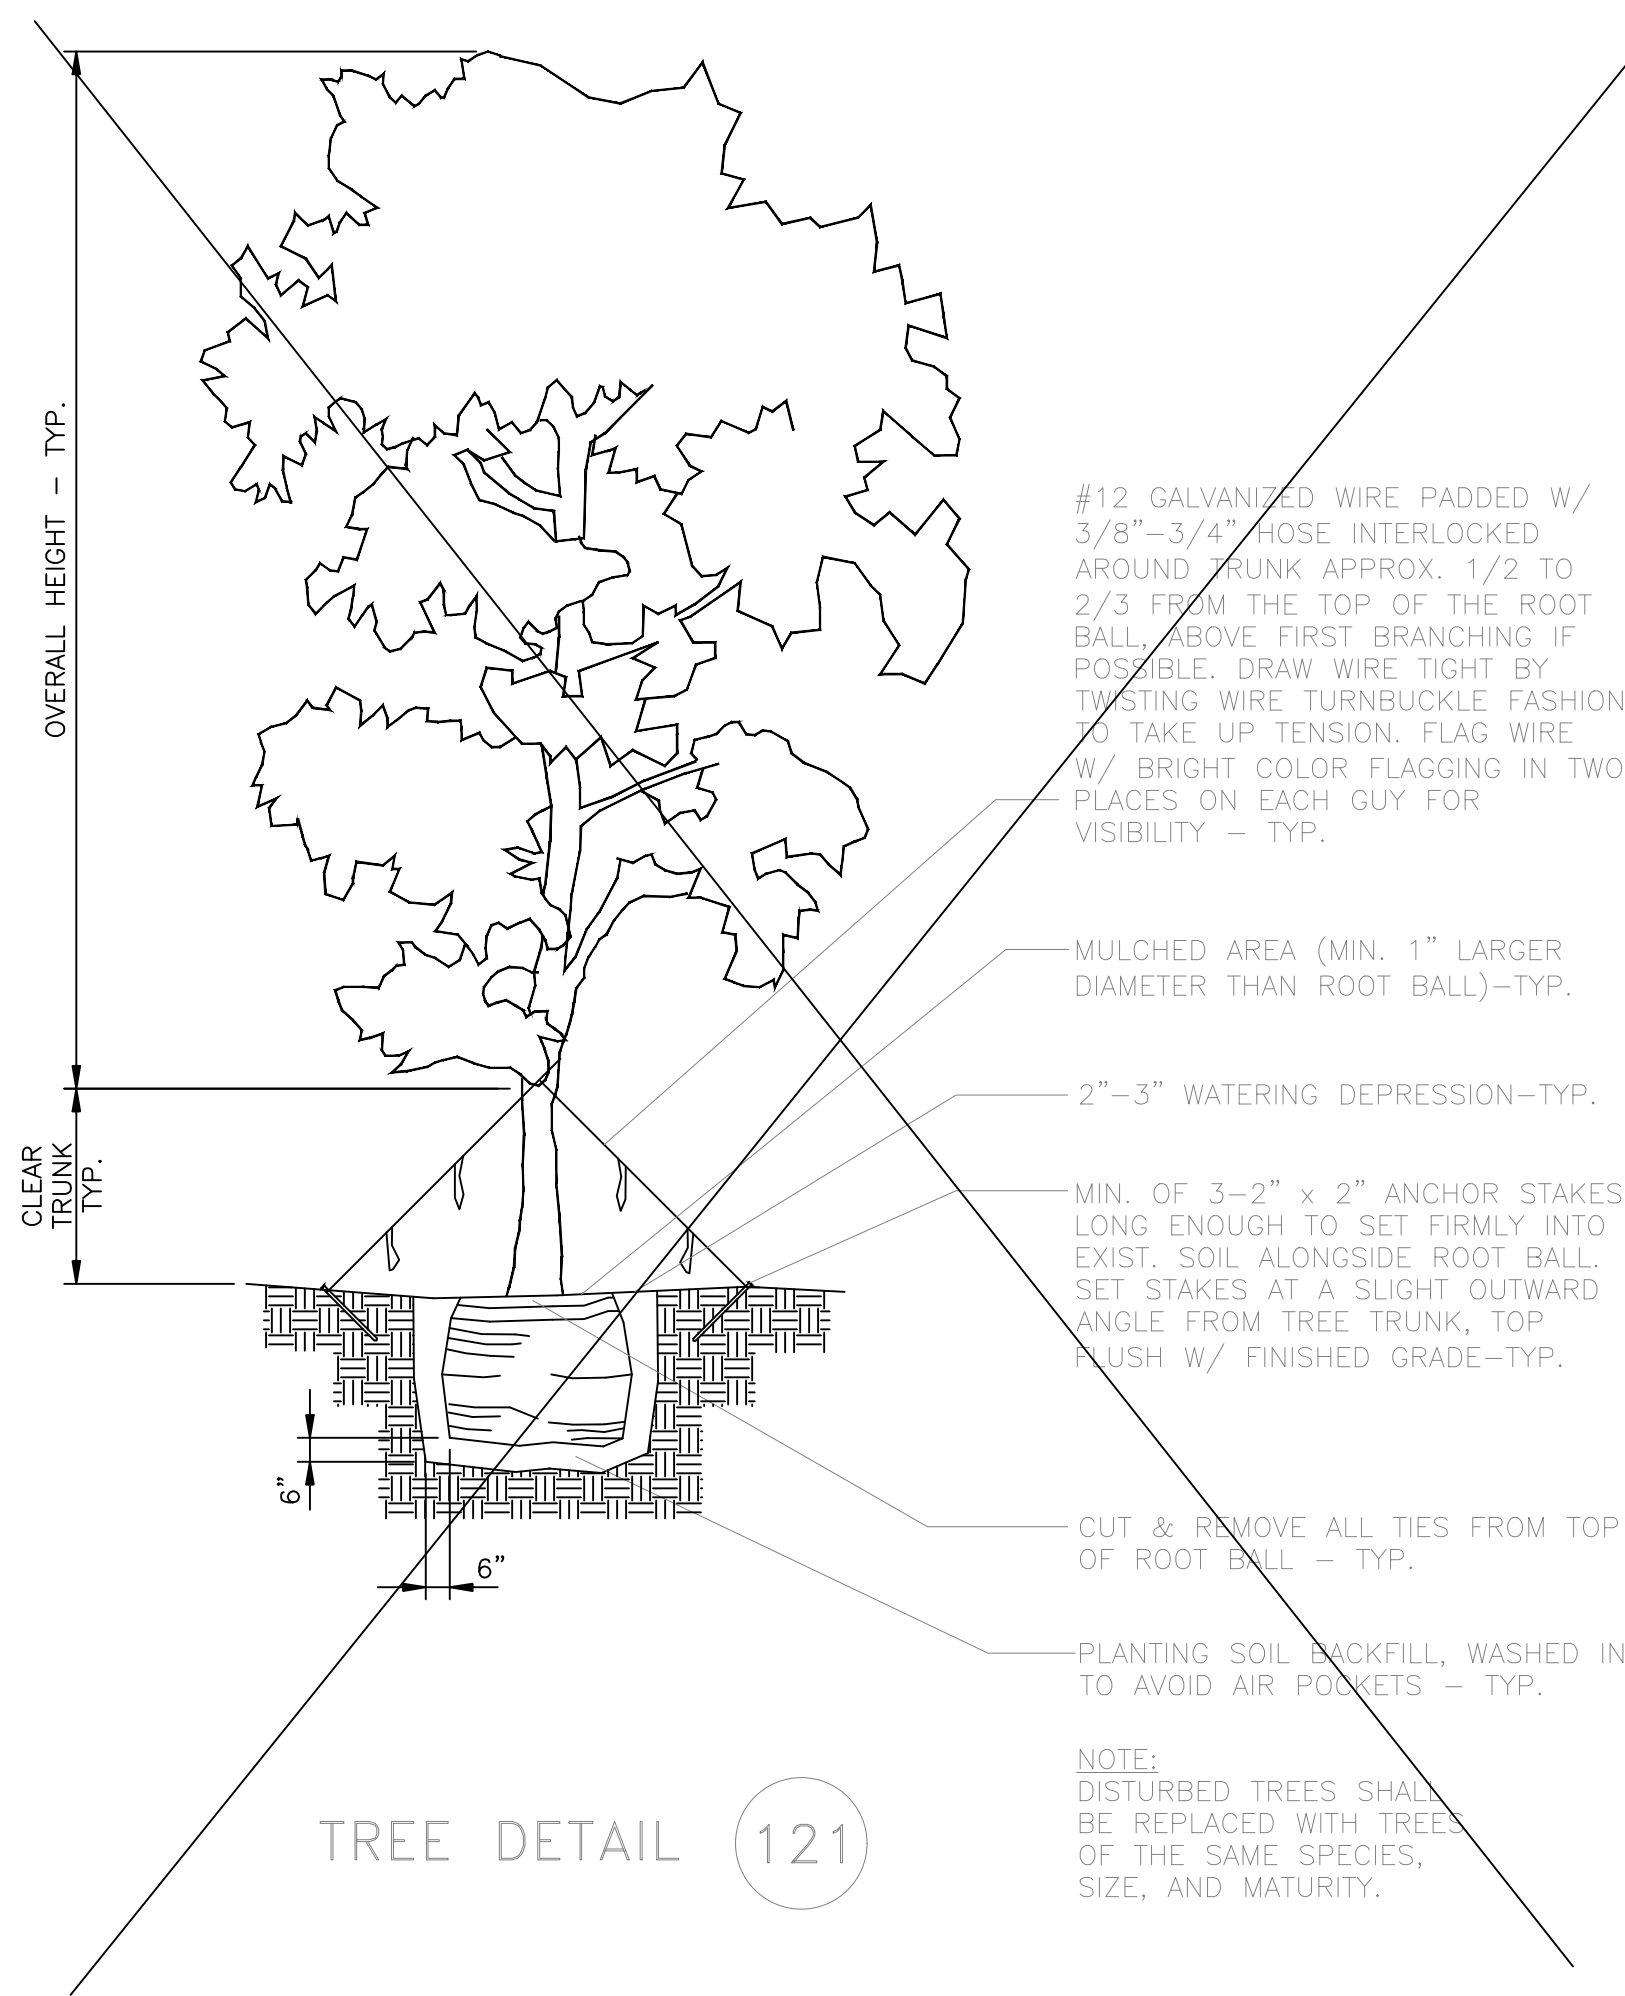 OVERALL HEIGHT – TYP.
CLEAR
TRUNK
TYP.
#12 GALVANIZED WIRE PADDED W/
3/8"–3/4" HOSE INTERLOCKED
AROUND TRUNK APPROX. 1/2 TO
2/3 FROM THE TOP OF THE ROOT
BALL, ABOVE FIRST BRANCHING IF
POSSIBLE. DRAW WIRE TIGHT BY
TWISTING WIRE TURNBUCKLE FASHION
TO TAKE UP TENSION. FLAG WIRE
W/ BRIGHT COLOR FLAGGING IN TWO
PLACES ON EACH GUY FOR
VISIBILITY – TYP.
MULCHED AREA (MIN. 1" LARGER
DIAMETER THAN ROOT BALL)–TYP.
2"–3" WATERING DEPRESSION–TYP.
MIN. OF 3–2" x 2" ANCHOR STAKES
LONG ENOUGH TO SET FIRMLY INTO
EXIST. SOIL ALONGSIDE ROOT BALL.
SET STAKES AT A SLIGHT OUTWARD
ANGLE FROM TREE TRUNK, TOP
FLUSH W/ FINISHED GRADE–TYP.
6"
6"
CUT & REMOVE ALL TIES FROM TOP
OF ROOT BALL – TYP.
PLANTING SOIL BACKFILL, WASHED IN
TO AVOID AIR POCKETS – TYP.
NOTE:
DISTURBED TREES SHALL
BE REPLACED WITH TREES
OF THE SAME SPECIES,
SIZE, AND MATURITY.
TREE DETAIL 121